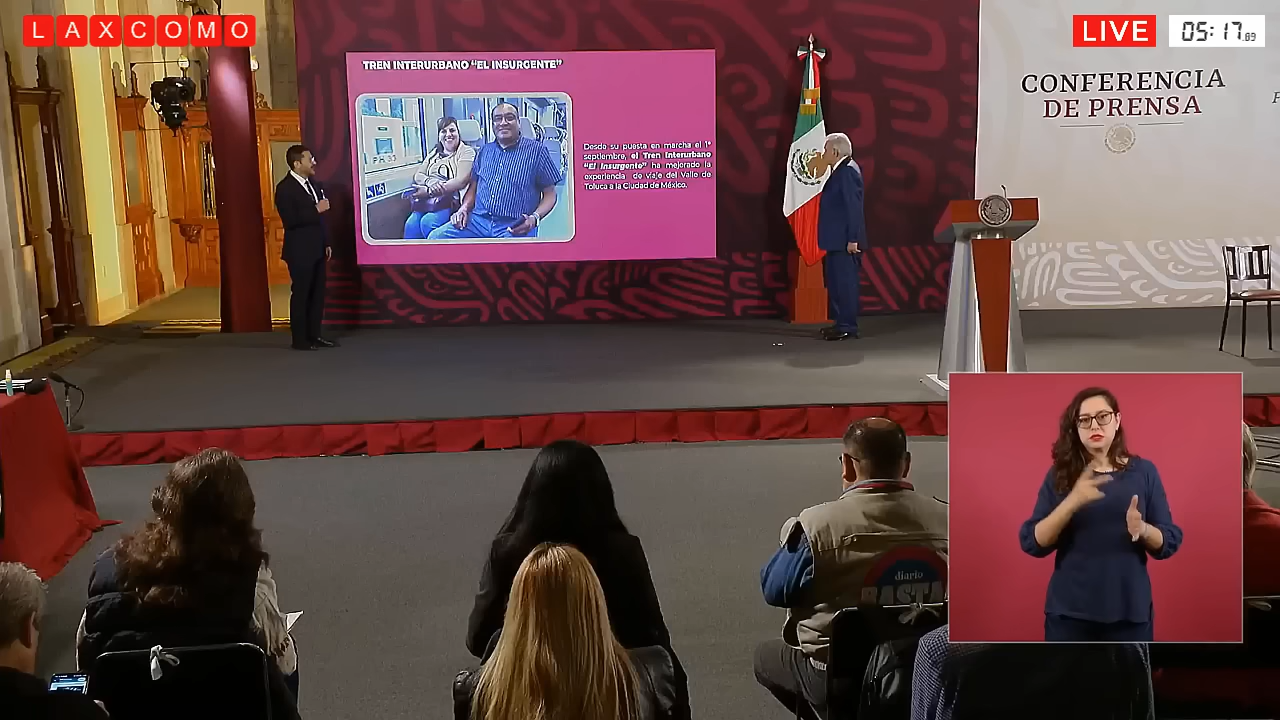 LAXCOMO
LIVE
05:17.89
TREN INTERURBANO “EL INSURGENTE”
Desde su puesta en marcha el 1°
septiembre, el Tren Interurbano
“El Insurgente” ha mejorado la
experiencia de viaje del Valle de
Toluca a la Ciudad de México.
CONFERENCIA
DE PRENSA
diario
BASTA